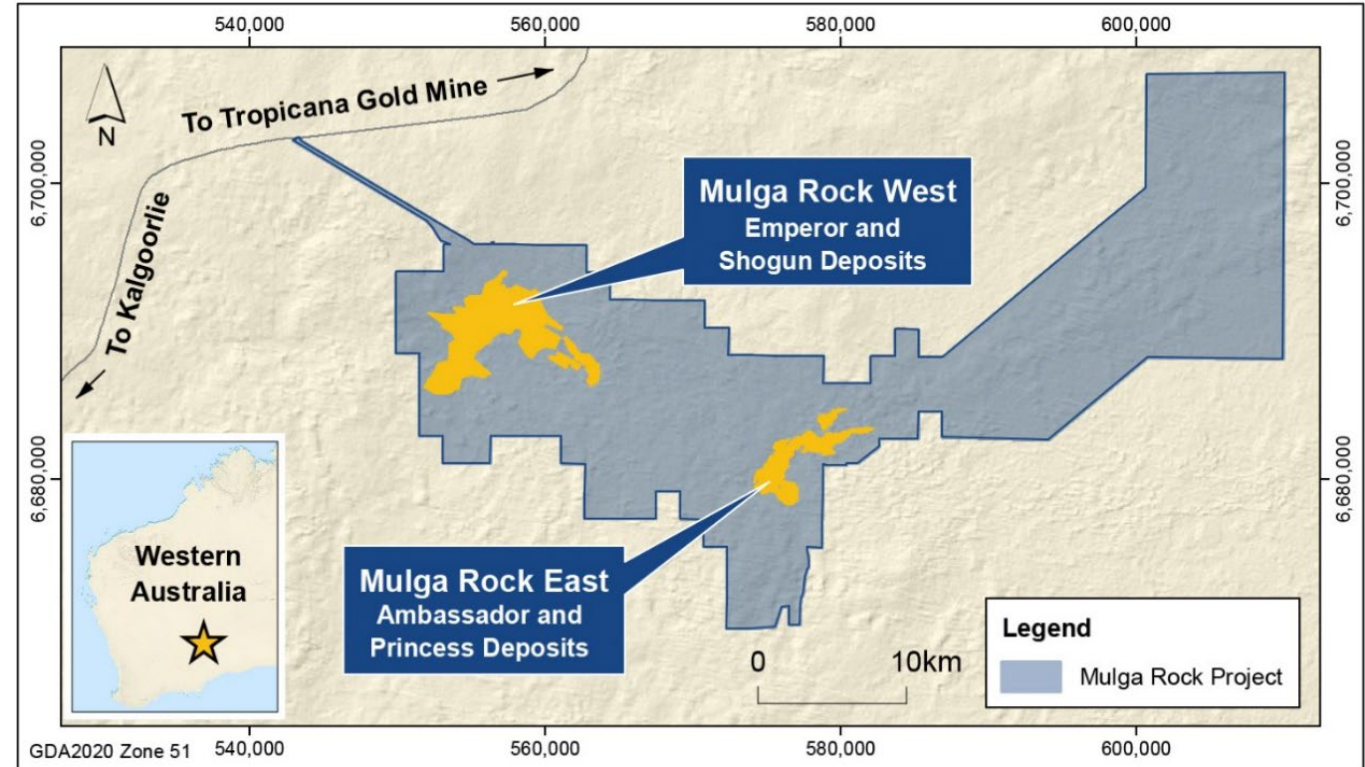 540,000
560,000
580,000
600,000
To Tropicana Gold Mine
N
6,700,000
6,700,000
To Kalgoorlie
Mulga Rock West
Emperor and
Shogun Deposits
6,680,000
6,680,000
Western
Australia
Mulga Rock East
Ambassador and
Princess Deposits
0
10km
Legend
Mulga Rock Project
GDA2020 Zone 51
540,000
560,000
580,000
600,000